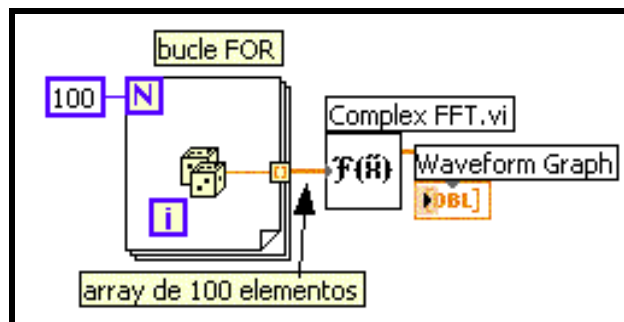 bucle FOR
100
N
Complex FFT.vi
F{x}
Waveform Graph
DBL]
i
array de 100 elementos